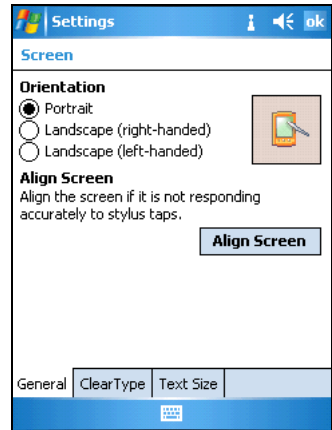 Settings ok
Screen
Orientation
Portrait
Landscape (right-handed)
Landscape (left-handed)
Align Screen
Align the screen if it is not responding
accurately to stylus taps.
Align Screen
General ClearType Text Size